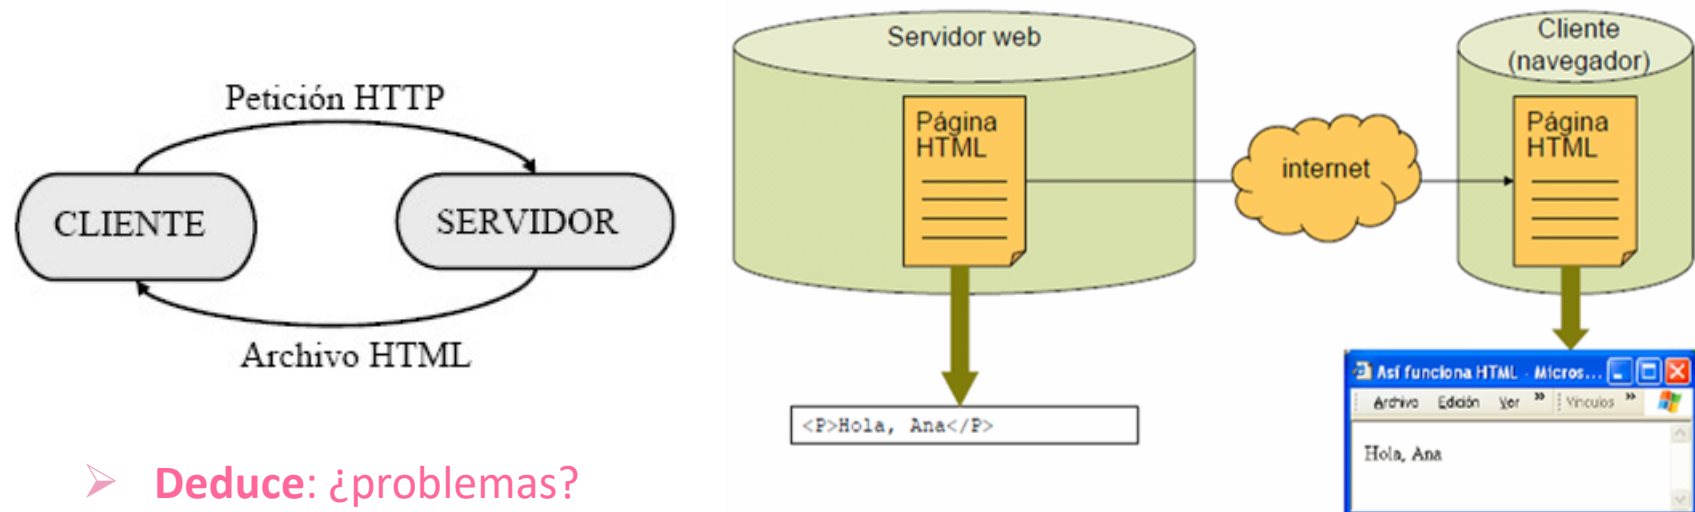 Petición HTTP
CLIENTE
SERVIDOR
Archivo HTML
Deduce: ¿problemas?
Servidor web
Página
HTML
<P>Hola, Ana</P>
internet
Cliente
(navegador)
Página
HTML
Así funciona HTML - Micros...
Archivo Edición Ver » Vínculos »
Hola, Ana